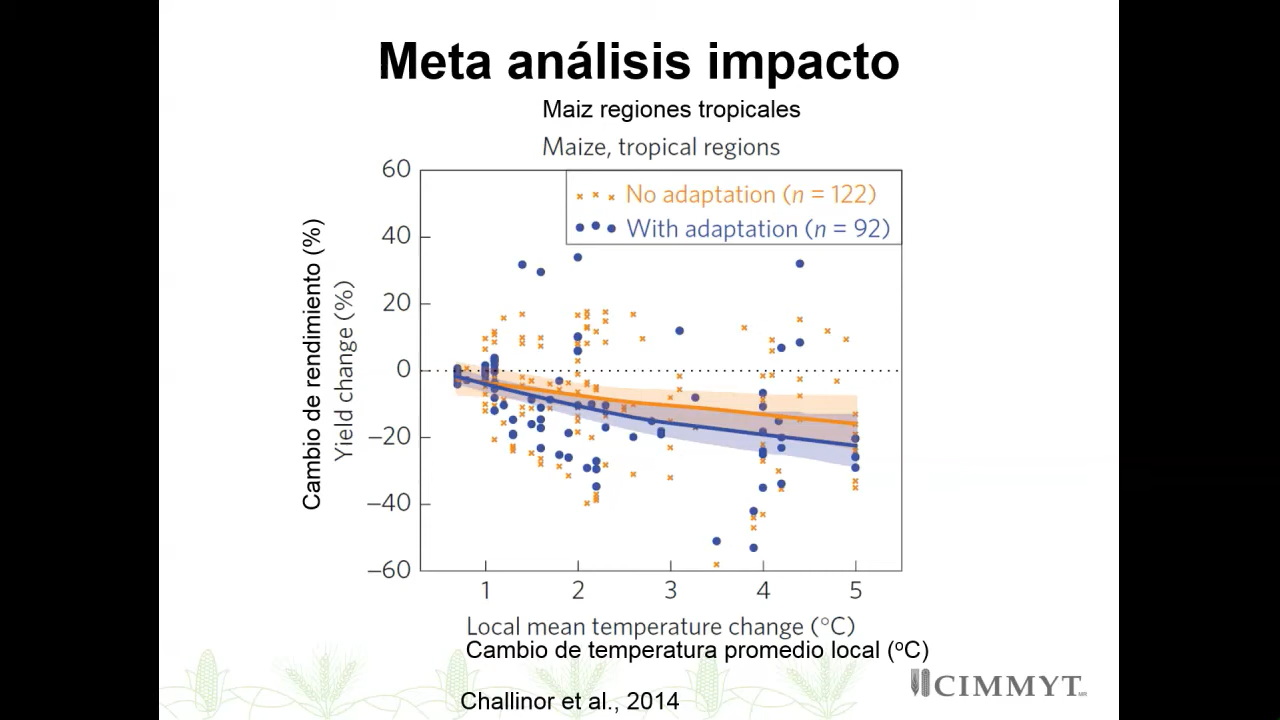 Meta análisis impacto
Maiz regiones tropicales
Maize, tropical regions
No adaptation (n = 122)
With adaptation (n = 92)
Cambio de rendimiento (%)
Yield change (%)
60
40
20
0
–20
–40
–60
1 2 3 4 5
Local mean temperature change (°C)
Cambio de temperatura promedio local (ºC)
CIMMYT MR
Challinor et al., 2014